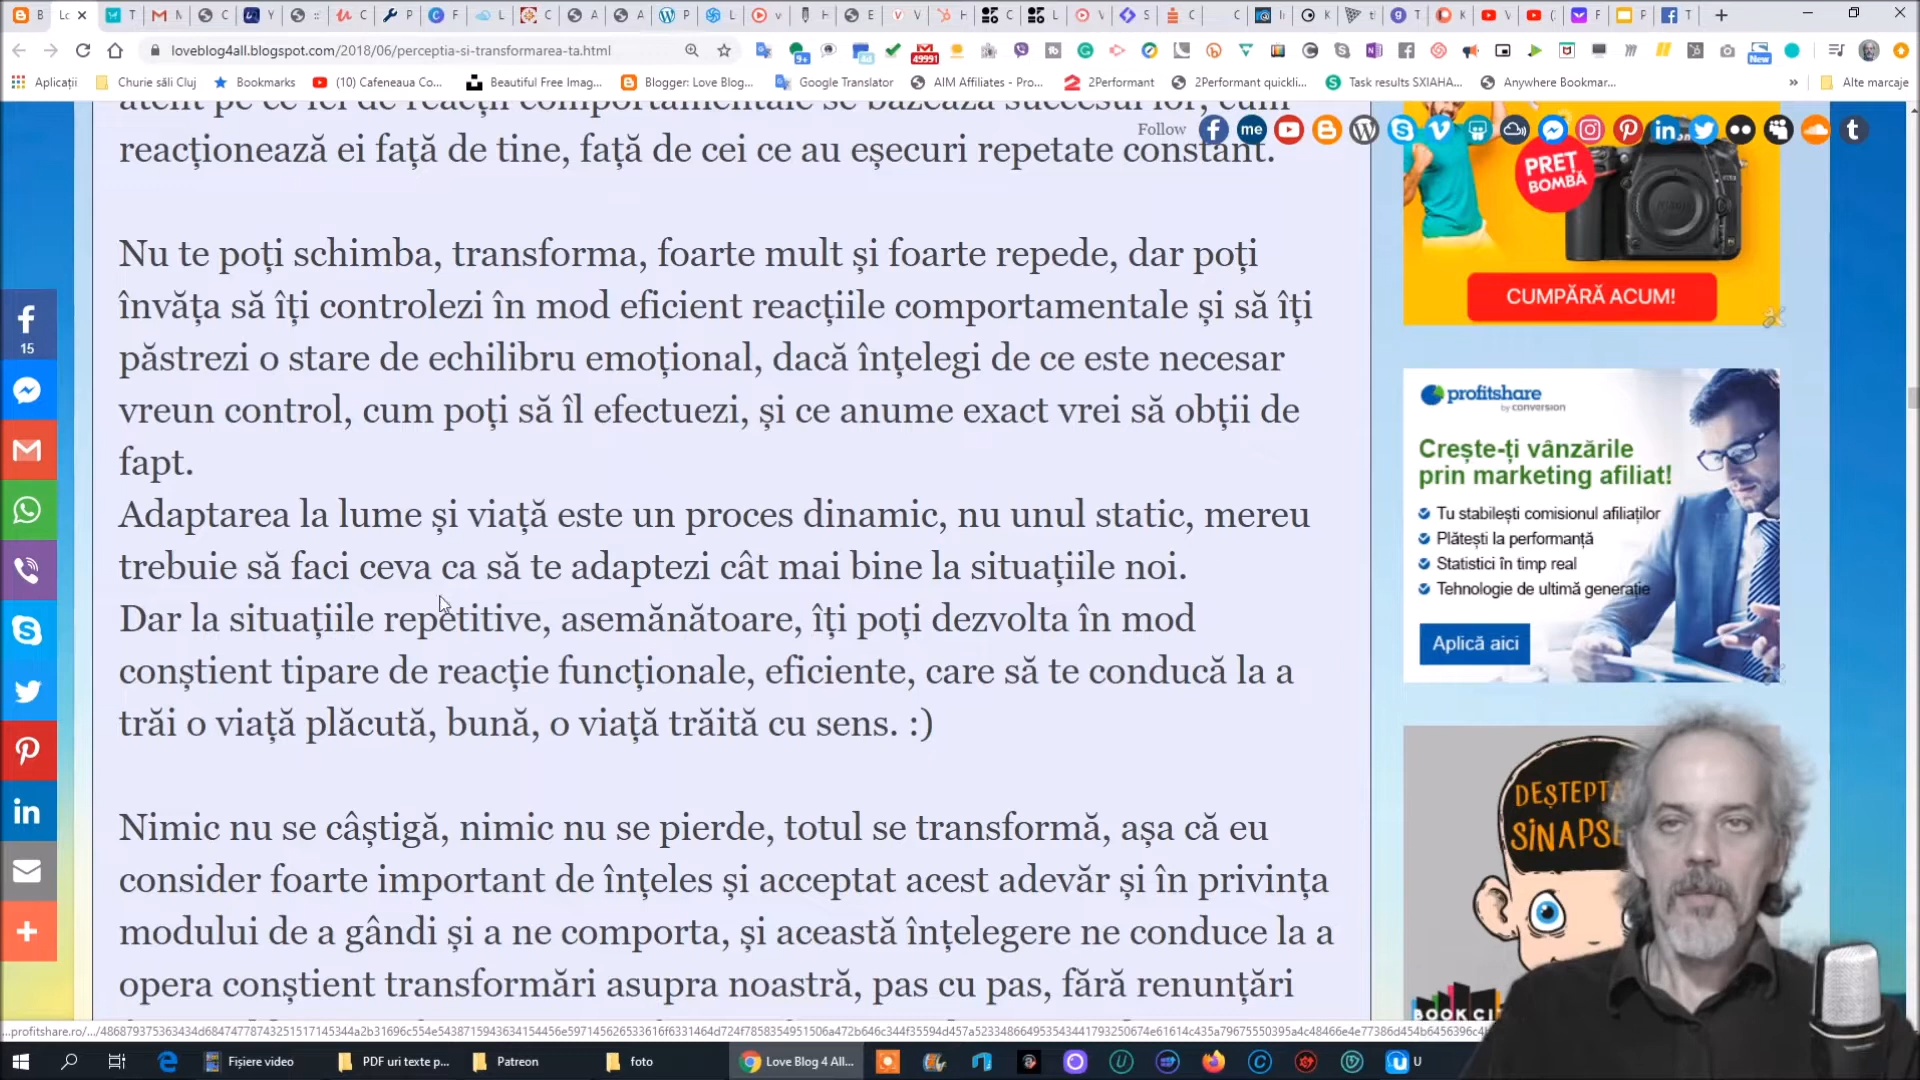 loveblog4all.blogspot.com/2018/06/perceptia-si-transformarea-ta.html
Aplicații
Churie săli Cluj
Bookmarks
(10) Cafeneaua Co...
Beautiful Free Imag...
Blogger: Love Blog...
Google Translator
AIM Affiliates - Pro...
2Performant
2Performant quickli...
Task results SXIAHA...
Anywhere Bookmar...
»
Alte marcaje
reacționează ei față de tine, față de cei ce au eșecuri repetate constant.
Follow
Nu te poți schimba, transforma, foarte mult și foarte repede, dar poți
învăța să îți controlezi în mod eficient reacțiile comportamentale și să îți
păstrezi o stare de echilibru emoțional, dacă înțelegi de ce este necesar
vreun control, cum poți să îl efectuezi, și ce anume exact vrei să obții de
fapt.
Adaptarea la lume și viață este un proces dinamic, nu unul static, mereu
trebuie să faci ceva ca să te adaptezi cât mai bine la situațiile noi.
Dar la situațiile repetitive, asemănătoare, îți poți dezvolta în mod
conștient tipare de reacție funcționale, eficiente, care să te conducă la a
trăi o viață plăcută, bună, o viață trăită cu sens. :)
Nimic nu se câștigă, nimic nu se pierde, totul se transformă, așa că eu
consider foarte important de înțeles și acceptat acest adevăr și în privința
modului de a gândi și a ne comporta, și această înțelegere ne conduce la a
opera conștient transformări asupra noastră, pas cu pas, fără renunțări
15
PREȚ
BOMBĂ
CUMPĂRĂ ACUM!
profitshare
by conversion
Crește-ți vânzările
prin marketing afiliat!
Tu stabilești comisionul afiliaților
Plătești la performanță
Statistici în timp real
Tehnologie de ultimă generație
Aplică aici
Fișiere video
PDF uri texte p...
Patreon
foto
Love Blog 4 All...
U